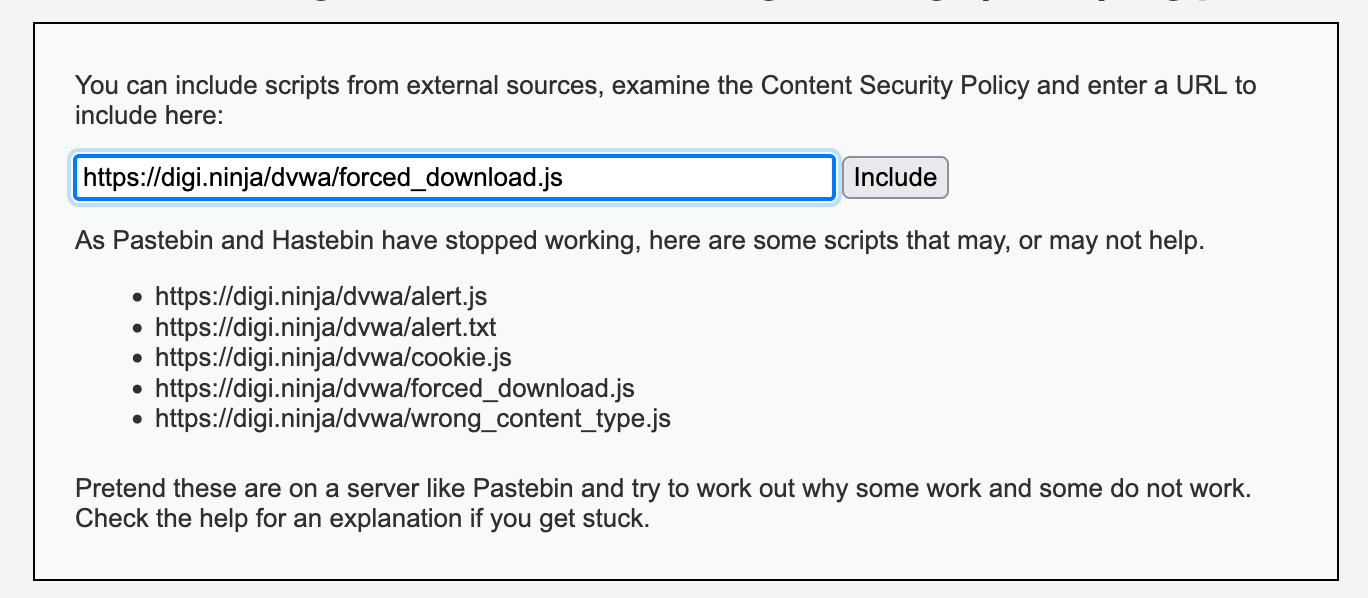 You can include scripts from external sources, examine the Content Security Policy and enter a URL to
include here:
https://digi.ninja/dvwa/forced_download.js Include
As Pastebin and Hastebin have stopped working, here are some scripts that may, or may not help.
• https://digi.ninja/dvwa/alert.js
• https://digi.ninja/dvwa/alert.txt
• https://digi.ninja/dvwa/cookie.js
• https://digi.ninja/dvwa/forced_download.js
• https://digi.ninja/dvwa/wrong_content_type.js
Pretend these are on a server like Pastebin and try to work out why some work and some do not work.
Check the help for an explanation if you get stuck.